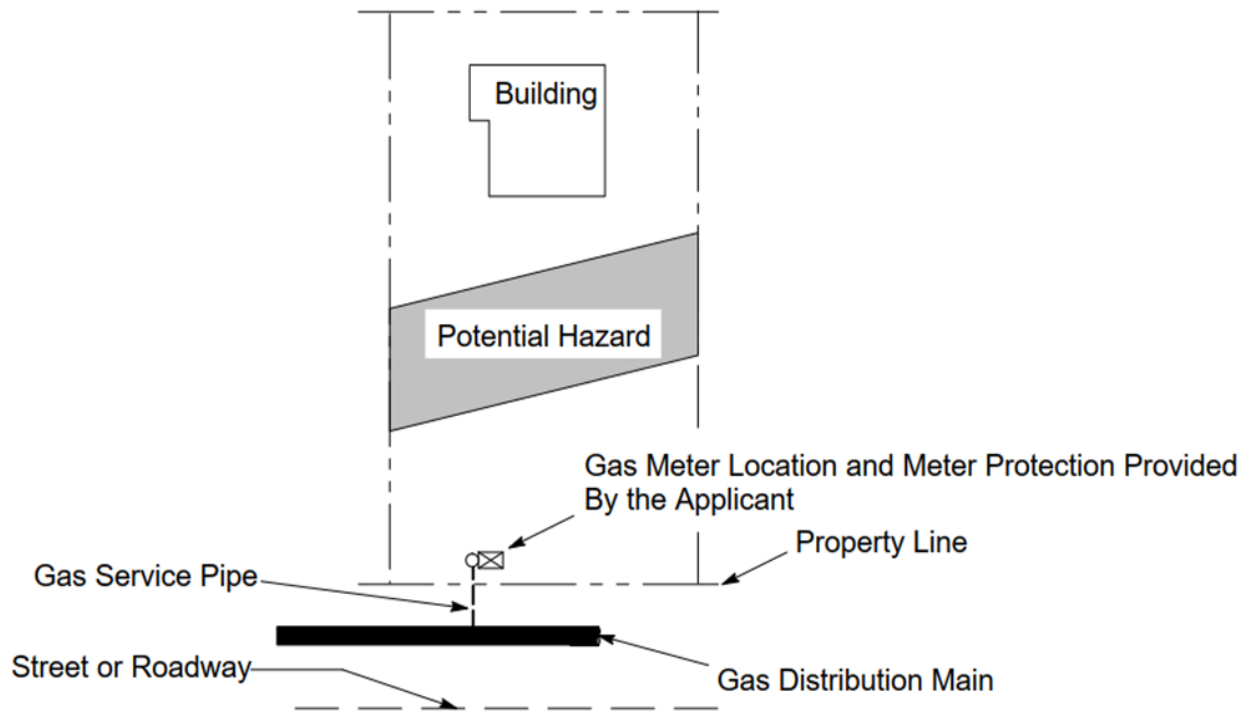 Building
Potential Hazard
Gas Meter Location and Meter Protection Provided
By the Applicant
Property Line
Gas Service Pipe
Street or Roadway
Gas Distribution Main